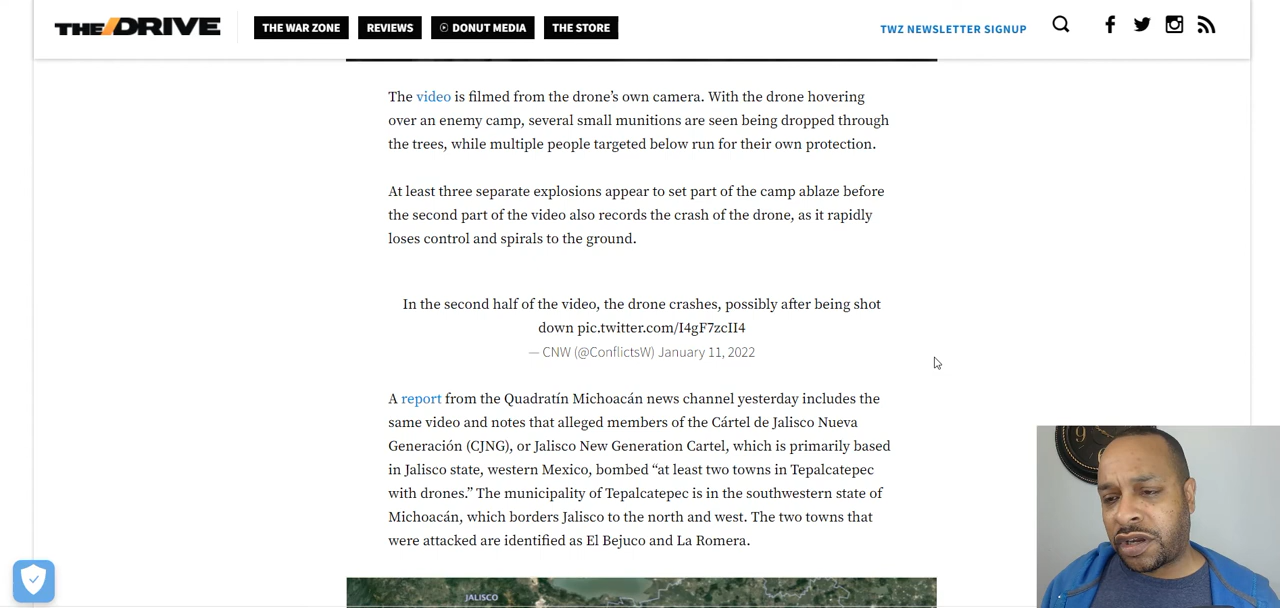 THE/DRIVE
THE WAR ZONE
REVIEWS
DONUT MEDIA
THE STORE
TWZ NEWSLETTER SIGNUP
The video is filmed from the drone’s own camera. With the drone hovering
over an enemy camp, several small munitions are seen being dropped through
the trees, while multiple people targeted below run for their own protection.
At least three separate explosions appear to set part of the camp ablaze before
the second part of the video also records the crash of the drone, as it rapidly
loses control and spirals to the ground.
In the second half of the video, the drone crashes, possibly after being shot
down pic.twitter.com/I4gF7zcII4
— CNW (@ConflictsW) January 11, 2022
A report from the Quadratín Michoacán news channel yesterday includes the
same video and notes that alleged members of the Cártel de Jalisco Nueva
Generación (CJNG), or Jalisco New Generation Cartel, which is primarily based
in Jalisco state, western Mexico, bombed “at least two towns in Tepalcatepec
with drones.” The municipality of Tepalcatepec is in the southwestern state of
Michoacán, which borders Jalisco to the north and west. The two towns that
were attacked are identified as El Bejuco and La Romera.
JALISCO
9